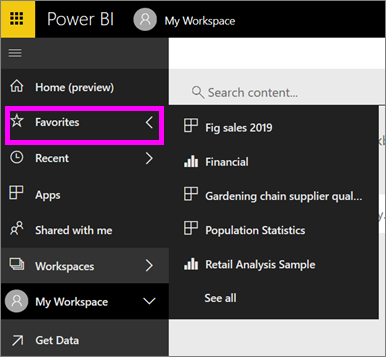 Power BI My Workspace
Home (preview)
Search content...
Favorites
Fig sales 2019
Recent
Financial
Apps
Gardening chain supplier qual...
Shared with me
Population Statistics
Workspaces
Retail Analysis Sample
My Workspace
See all
Get Data